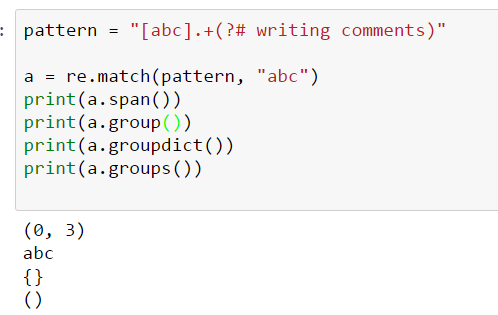 :
pattern = "[abc].+(?# writing comments)"
a = re.match(pattern, "abc")
print(a.span())
print(a.group())
print(a.groupdict())
print(a.groups())
(0, 3)
abc
{}
()